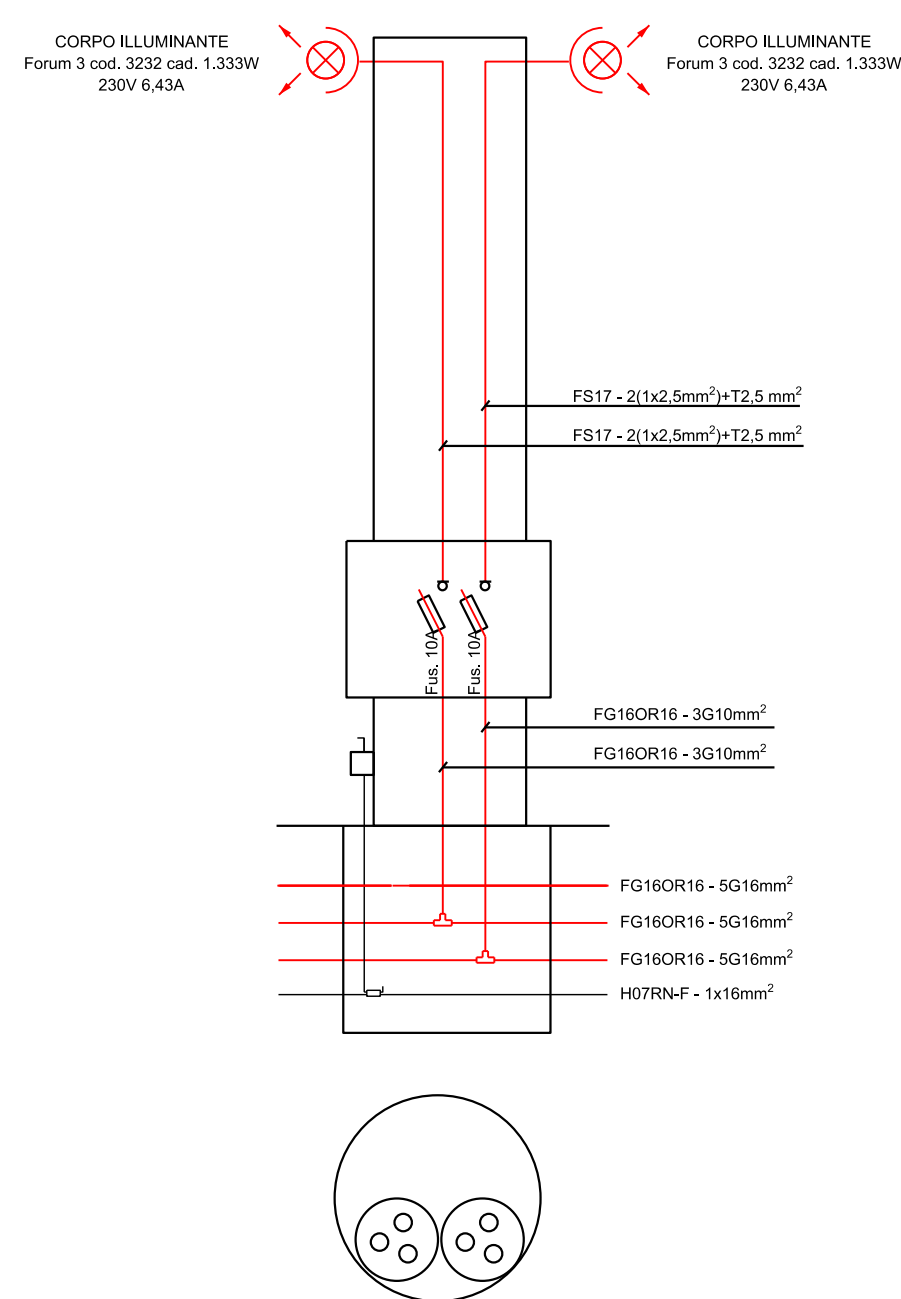 CORPO ILLUMINANTE
Forum 3 cod. 3232 cad. 1.333W
230V 6,43A
CORPO ILLUMINANTE
Forum 3 cod. 3232 cad. 1.333W
230V 6,43A
FS17 - 2(1x2,5mm²)+T2,5 mm²
FS17 - 2(1x2,5mm²)+T2,5 mm²
Fus. 10A
Fus. 10A
FG16OR16 - 3G10mm²
FG16OR16 - 3G10mm²
FG16OR16 - 5G16mm²
FG16OR16 - 5G16mm²
FG16OR16 - 5G16mm²
H07RN-F - 1x16mm²